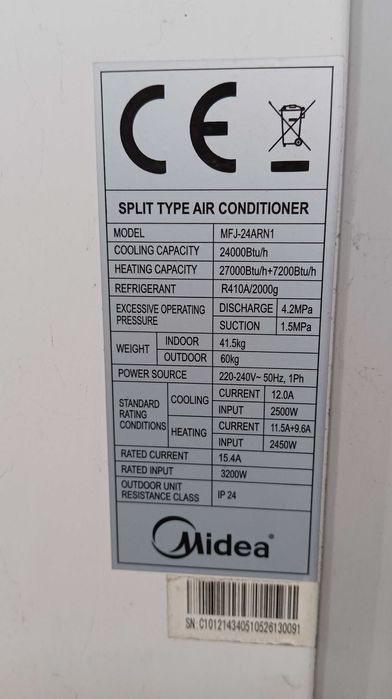 CE
SPLIT TYPE AIR CONDITIONER
MODEL MFJ-24ARN1
COOLING CAPACITY 24000Btu/h
HEATING CAPACITY 27000Btu/h+7200Btu/h
REFRIGERANT R410A/2000g
EXCESSIVE OPERATING PRESSURE DISCHARGE 4.2MPa
SUCTION 1.5MPa
WEIGHT INDOOR 41.5kg
OUTDOOR 60kg
POWER SOURCE 220-240V~ 50Hz, 1Ph
STANDARD RATING CONDITIONS COOLING CURRENT 12.0A
INPUT 2500W
HEATING CURRENT 11.5A+9.6A
INPUT 2450W
RATED CURRENT 15.4A
RATED INPUT 3200W
OUTDOOR UNIT RESISTANCE CLASS IP 24
Midea®
SN: C101214340510526130091